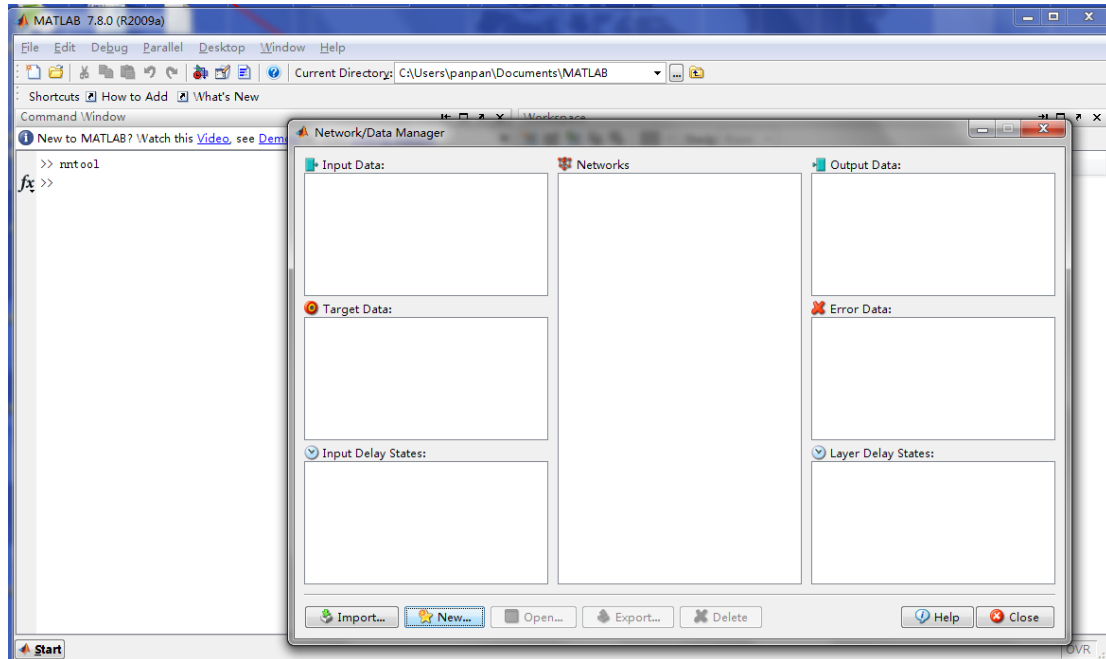 MATLAB 7.8.0 (R2009a)
File Edit Debug Parallel Desktop Window Help
Current Directory: C:\Users\panpan\Documents\MATLAB
Shortcuts How to Add What's New
Command Window
Workspace
New to MATLAB? Watch this Video, see
>> nntool
fx >>
Network/Data Manager
Input Data:
Networks
Output Data:
Target Data:
Error Data:
Input Delay States:
Layer Delay States:
Import... New... Open... Export... Delete Help Close
Start
OVR